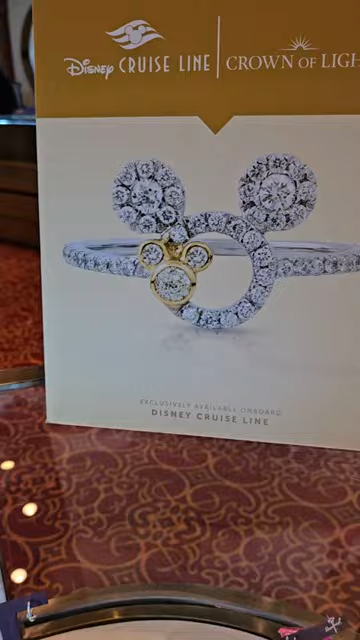 Disney CRUISE LINE
CROWN OF LIGH
EXCLUSIVELY AVAILABLE ONBOARD
DISNEY CRUISE LINE